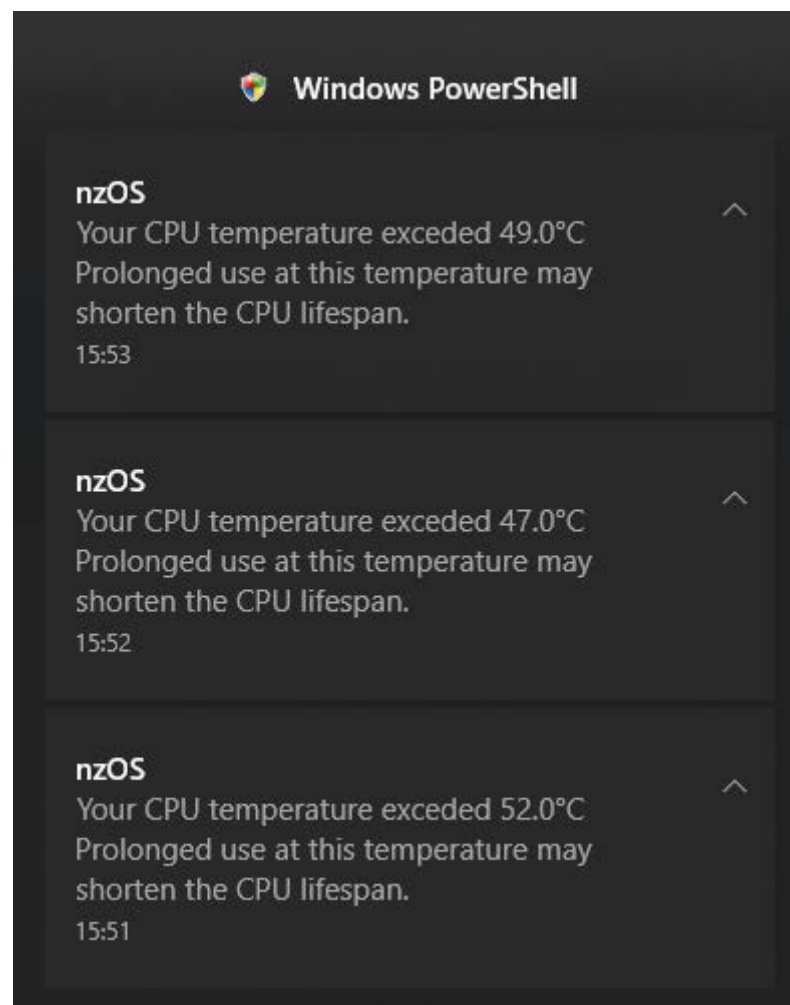 Windows PowerShell
nzOS
Your CPU temperature exceded 49.0°C
Prolonged use at this temperature may
shorten the CPU lifespan.
15:53
nzOS
Your CPU temperature exceded 47.0°C
Prolonged use at this temperature may
shorten the CPU lifespan.
15:52
nzOS
Your CPU temperature exceded 52.0°C
Prolonged use at this temperature may
shorten the CPU lifespan.
15:51